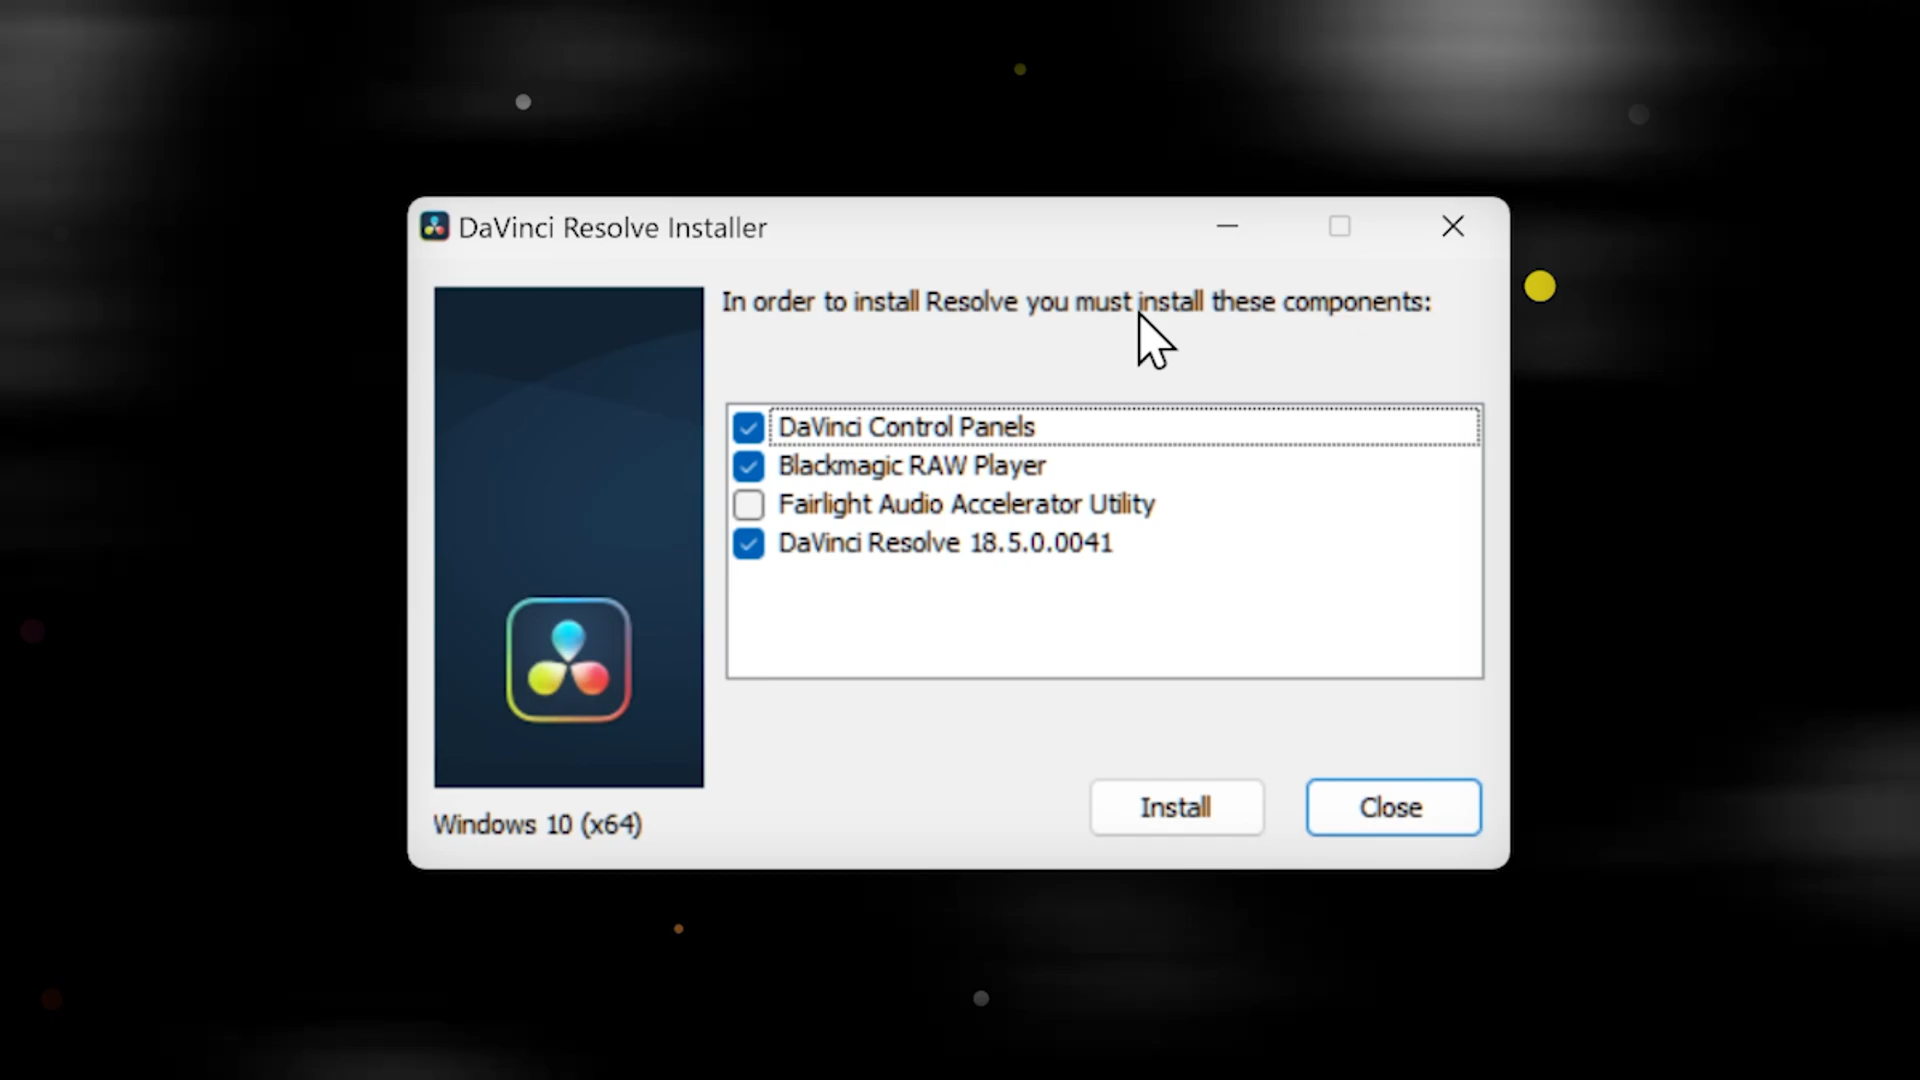 DaVinci Resolve Installer
In order to install Resolve you must install these components:
DaVinci Control Panels
Blackmagic RAW Player
Fairlight Audio Accelerator Utility
DaVinci Resolve 18.5.0.0041
Install
Close
Windows 10 (x64)